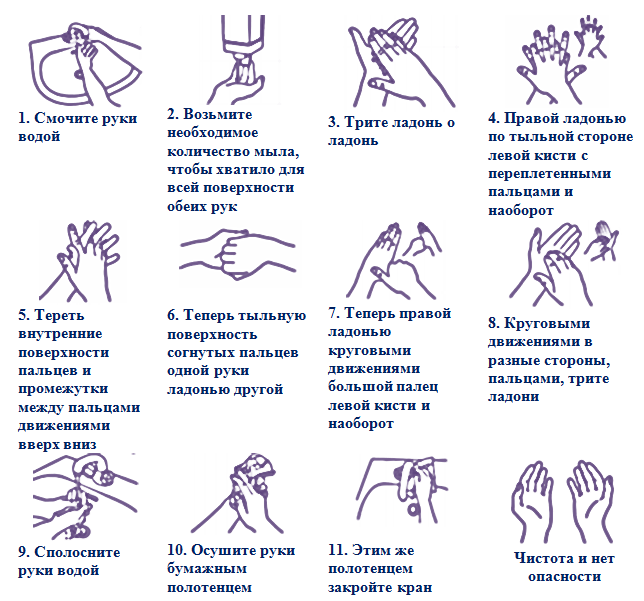 1. Смочите руки
водой
2. Возьмите
необходимое
количество мыла,
чтобы хватило для
всей поверхности
обеих рук
3. Трите ладонь о
ладонь
4. Правой ладонью
по тыльной стороне
левой кисти с
переплетенными
пальцами и
наоборот
5. Тереть
внутренние
поверхности
пальцев и
промежутки
между пальцами
движениями
вверх вниз
6. Теперь тыльную
поверхность
согнутых пальцев
одной руки
ладонью другой
7. Теперь правой
ладонью
круговыми
движениями
большой палец
левой кисти и
наоборот
8. Круговыми
движениями в
разные стороны,
пальцами, трите
ладони
9. Сполосните
руки водой
10. Осушите руки
бумажным
полотенцем
11. Этим же
полотенцем
закройте кран
Чистота и нет
опасности